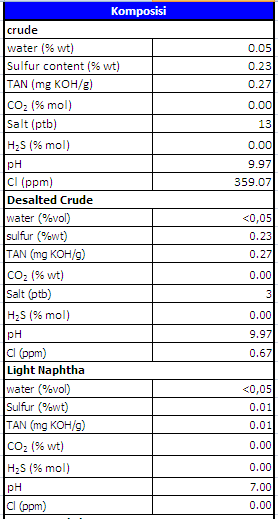 Komposisi
crude
water (% wt) 0.05
Sulfur content (% wt) 0.23
TAN (mg KOH/g) 0.27
CO₂ (% mol) 0.00
Salt (ptb) 13
H₂S (% mol) 0.00
pH 9.97
Cl (ppm) 359.07
Desalted Crude
water (%vol) <0,05
sulfur (%wt) 0.23
TAN (mg KOH/g) 0.27
CO₂ (% wt) 0.00
Salt (ptb) 3
H₂S (% mol) 0.00
pH 9.97
Cl (ppm) 0.67
Light Naphtha
water (%vol) <0,05
Sulfur (%wt) 0.01
TAN (mg KOH/g) 0.01
CO₂ (% wt) 0.00
H₂S (% mol) 0.00
pH 7.00
Cl (ppm) 0.00